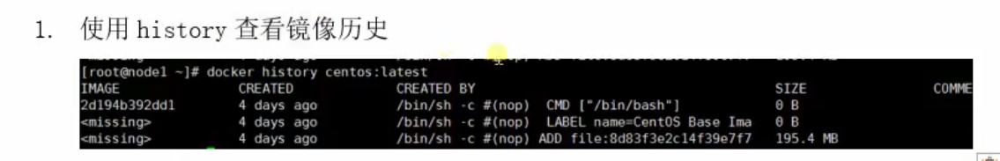 1. 使用 history 查看镜像历史
[root@node1 ~]# docker history centos:latest
IMAGE CREATED CREATED BY SIZE COMME
2d194b392dd1 4 days ago /bin/sh -c #(nop) CMD ["/bin/bash"] 0 B
<missing> 4 days ago /bin/sh -c #(nop) LABEL name=CentOS Base Ima 0 B
<missing> 4 days ago /bin/sh -c #(nop) ADD file:8d83f3e2c14f39e7f7 195.4 MB